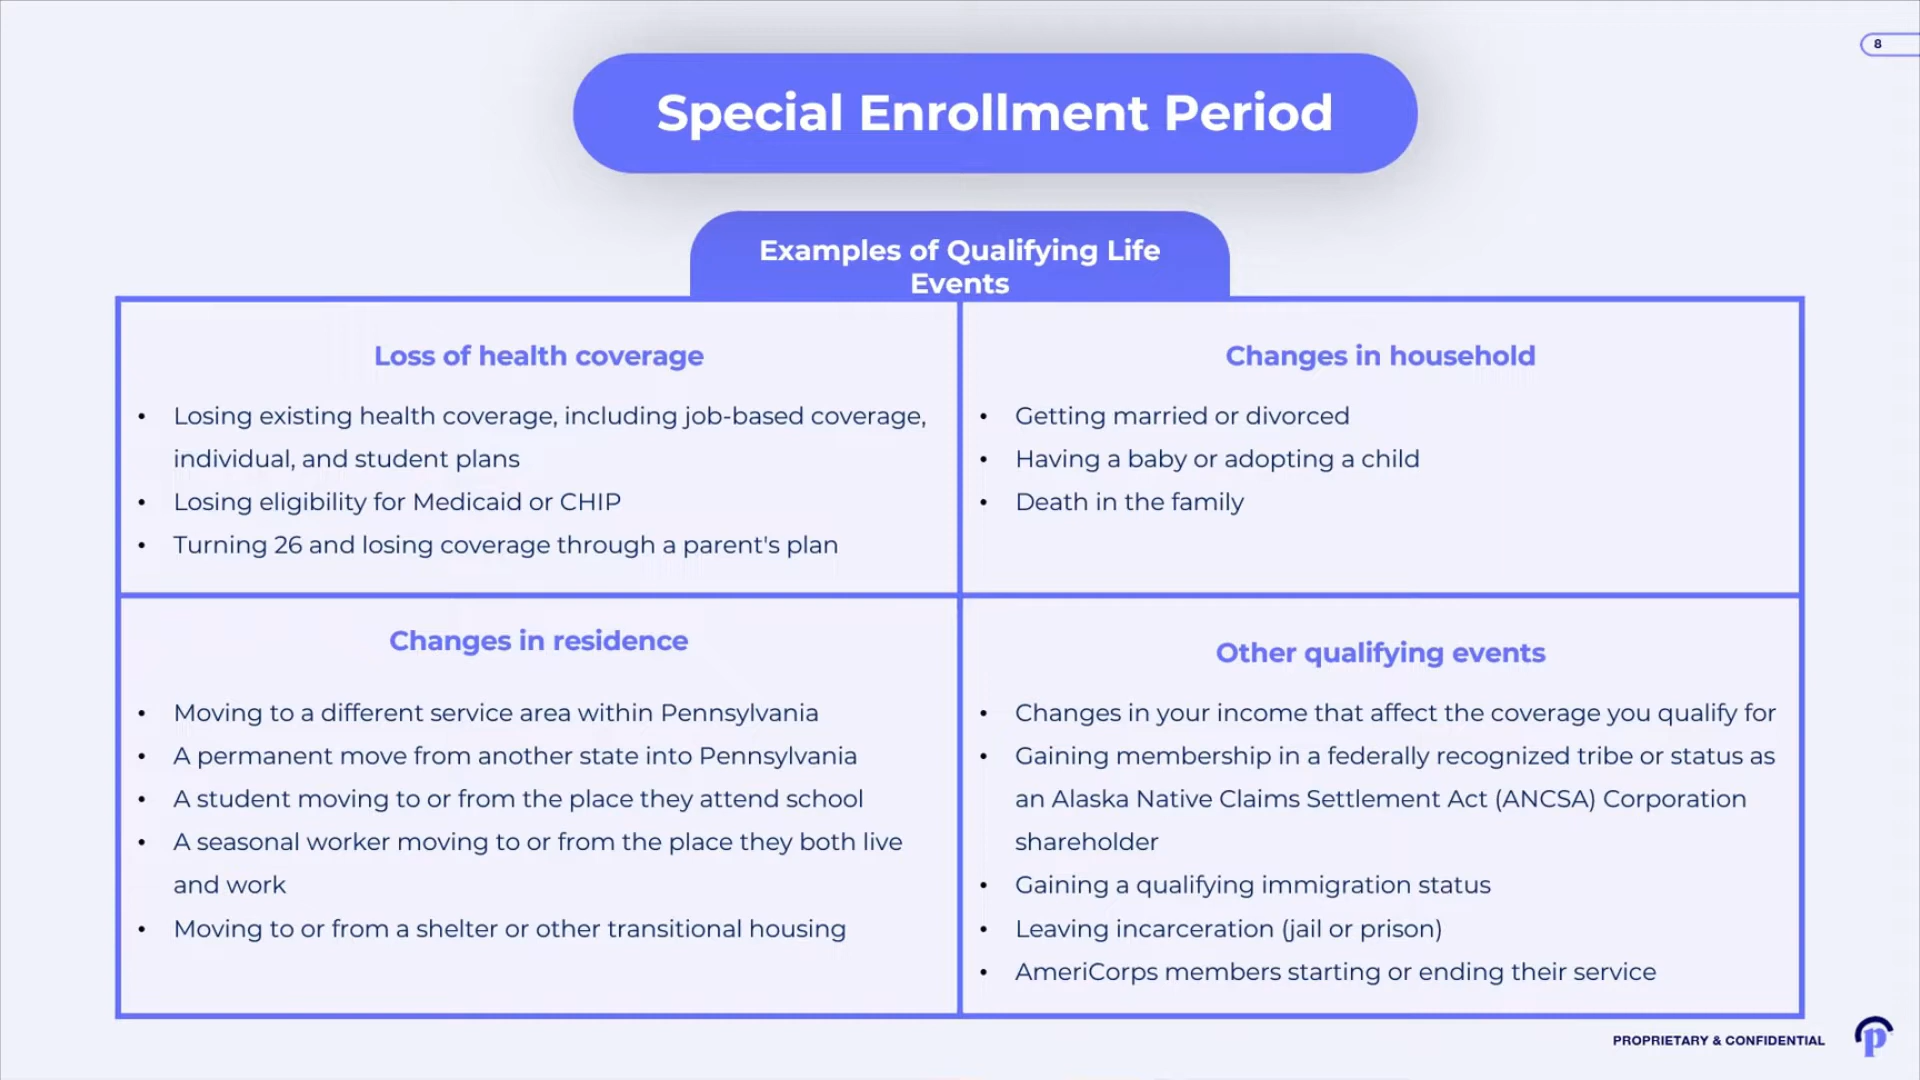 8
Special Enrollment Period
Examples of Qualifying Life
Events
Loss of health coverage
• Losing existing health coverage, including job-based coverage,
individual, and student plans
• Losing eligibility for Medicaid or CHIP
• Turning 26 and losing coverage through a parent's plan
Changes in household
• Getting married or divorced
• Having a baby or adopting a child
• Death in the family
Changes in residence
• Moving to a different service area within Pennsylvania
• A permanent move from another state into Pennsylvania
• A student moving to or from the place they attend school
• A seasonal worker moving to or from the place they both live
and work
• Moving to or from a shelter or other transitional housing
Other qualifying events
• Changes in your income that affect the coverage you qualify for
• Gaining membership in a federally recognized tribe or status as
an Alaska Native Claims Settlement Act (ANCSA) Corporation
shareholder
• Gaining a qualifying immigration status
• Leaving incarceration (jail or prison)
• AmeriCorps members starting or ending their service
PROPRIETARY & CONFIDENTIAL
p